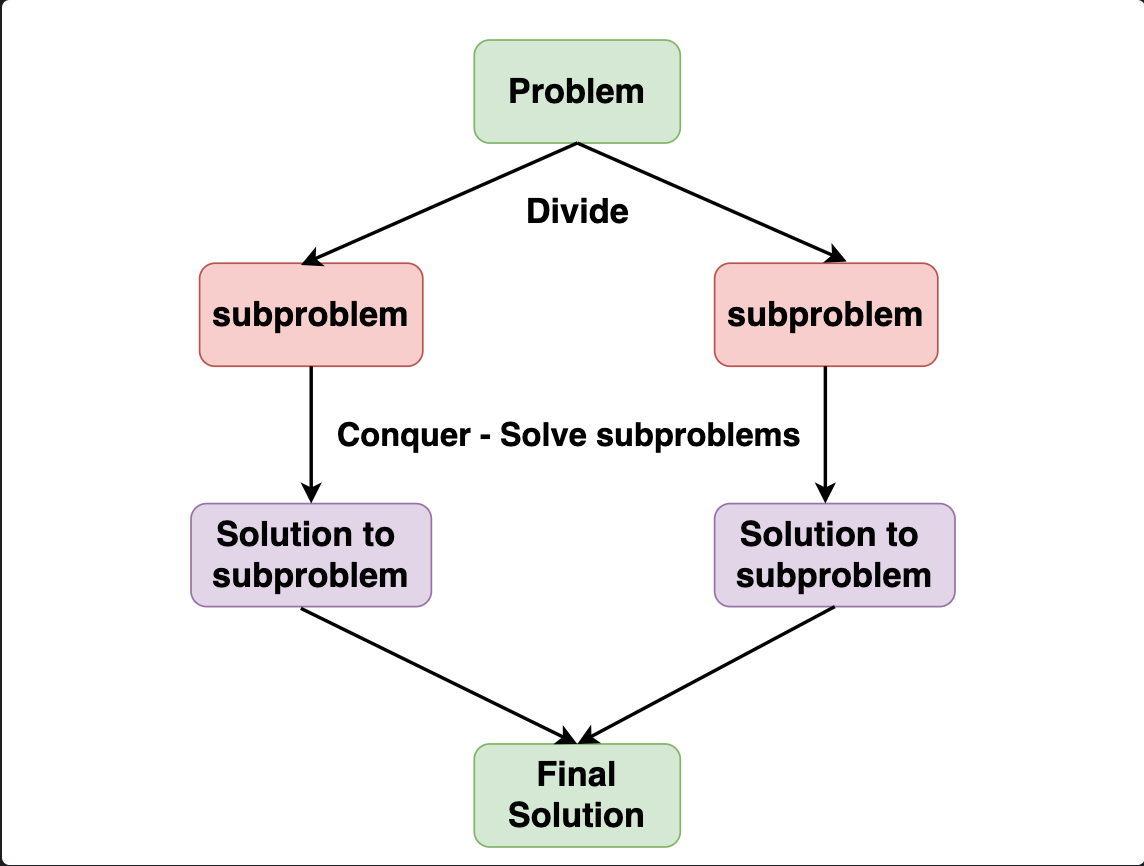 Problem
Divide
subproblem
subproblem
Conquer - Solve subproblems
Solution to
subproblem
Solution to
subproblem
Final
Solution